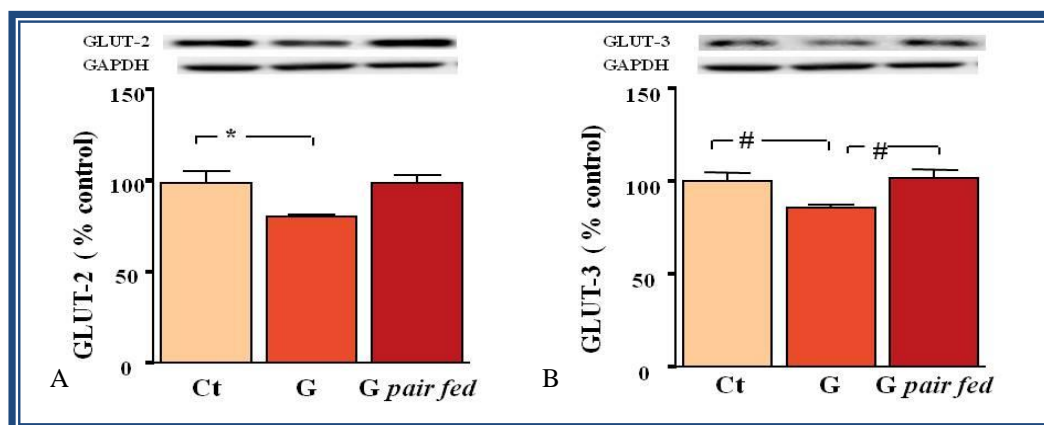 GLUT-2
GAPDH
150
100
50
0
GLUT-2 ( % control)
*
Ct G G pair fed
A
GLUT-3
GAPDH
150
100
50
0
GLUT-3 ( % control)
#
#
Ct G G pair fed
B